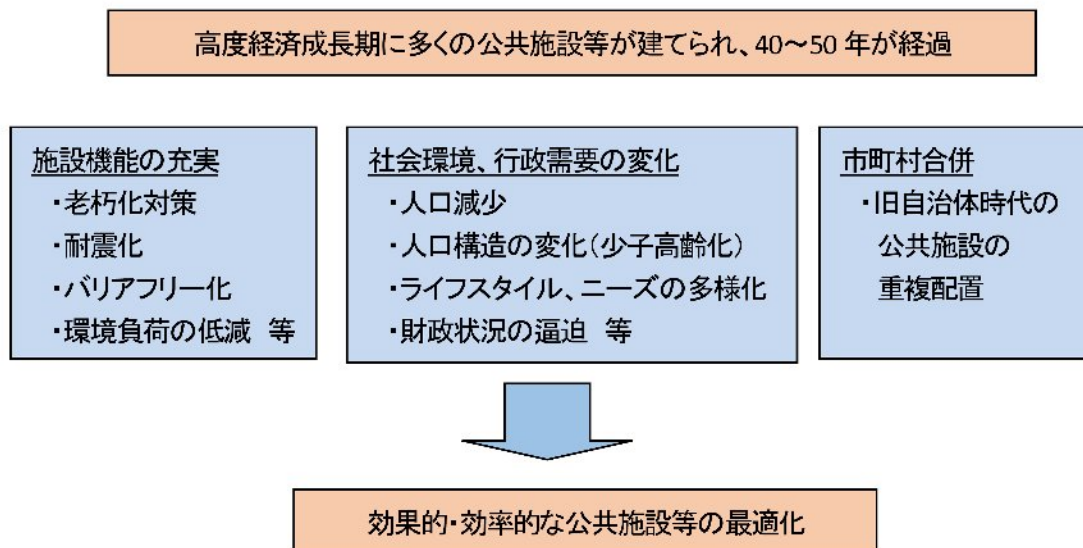 高度経済成長期に多くの公共施設等が建てられ、40～50 年が経過
施設機能の充実
・老朽化対策
・耐震化
・バリアフリー化
・環境負荷の低減　等
社会環境、行政需要の変化
・人口減少
・人口構造の変化（少子高齢化）
・ライフスタイル、ニーズの多様化
・財政状況の逼迫　等
市町村合併
・旧自治体時代の
公共施設の
重複配置
効果的・効率的な公共施設等の最適化